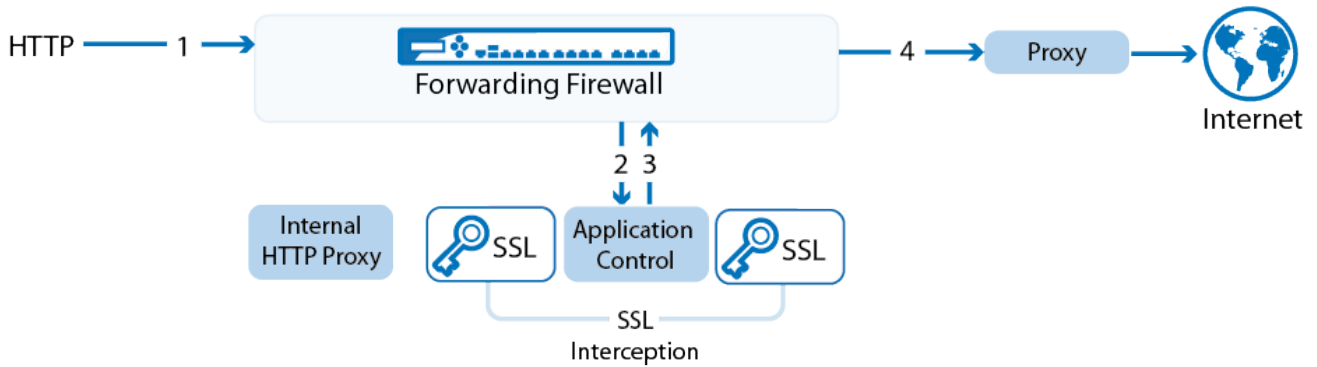 HTTP
1
4
Proxy
Forwarding Firewall
Internet
2 3
Internal
HTTP Proxy
SSL
Application
Control
SSL
SSL
Interception